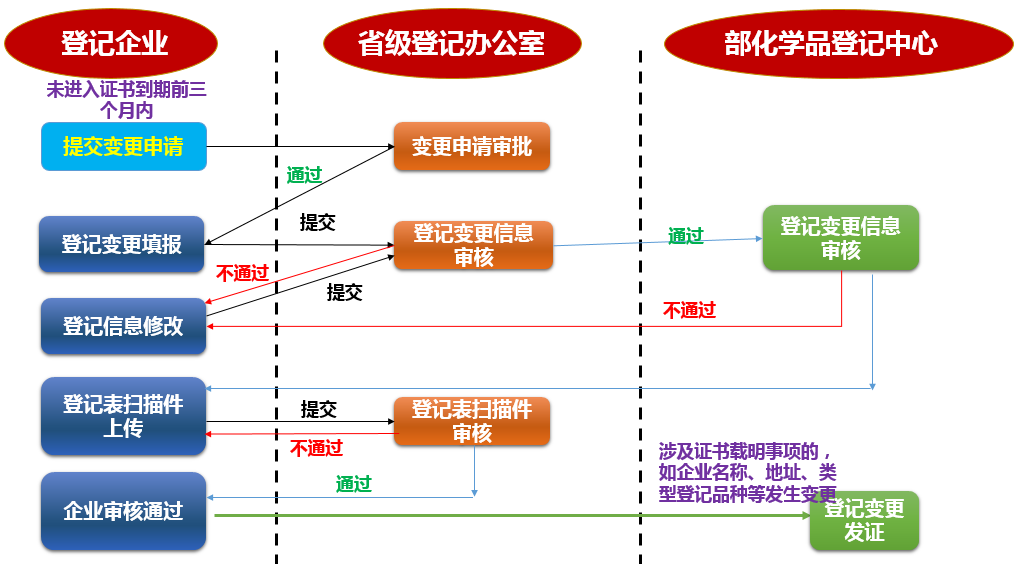 登记企业
省级登记办公室
部化学品登记中心
未进入证书到期前三
个月内
提交变更申请
变更申请审批
通过
登记变更填报
提交
登记变更信息
审核
通过
登记变更信息
审核
不通过
提交
登记信息修改
不通过
登记表扫描件
上传
提交
不通过
登记表扫描件
审核
通过
企业审核通过
涉及证书载明事项的，
如企业名称、地址、类
型登记品种等发生变更
登记变更
发证